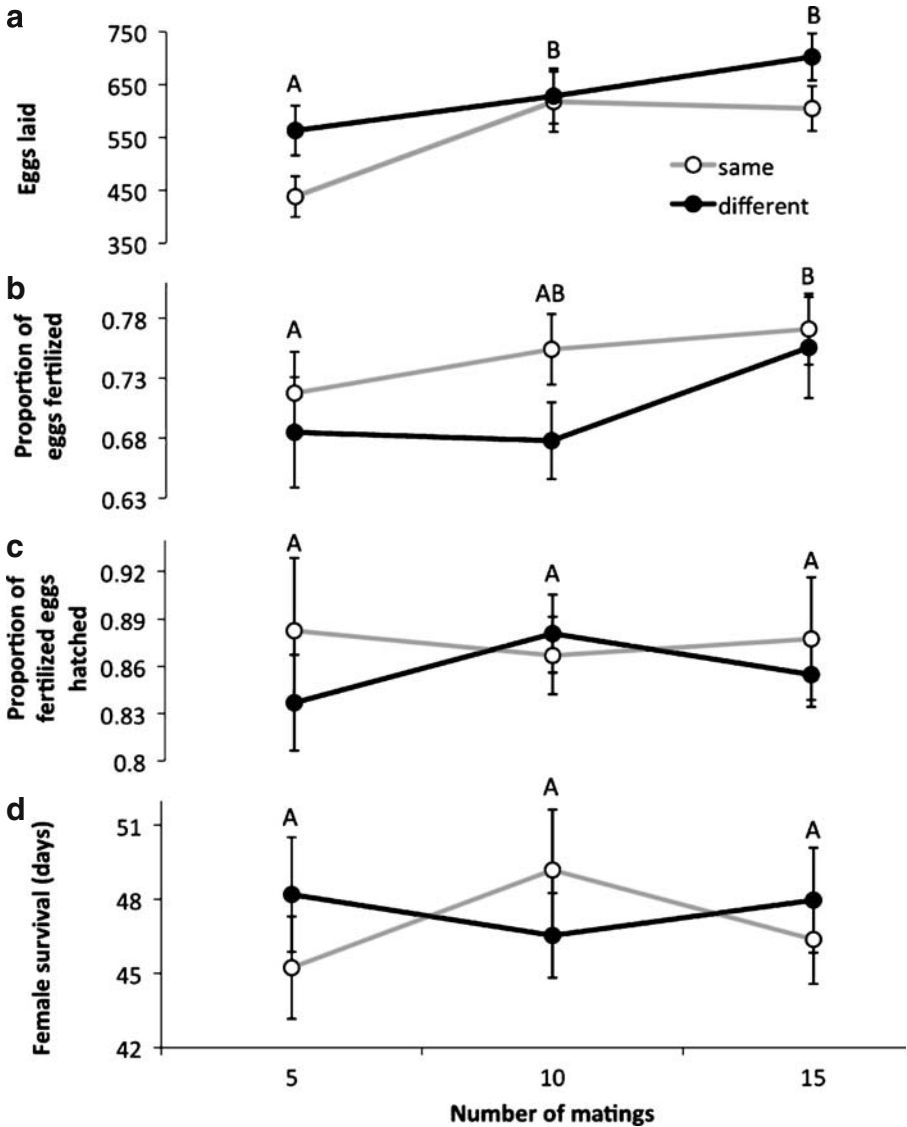 a
Eggs laid
750
650
550
450
350
A
B
B
same
different
b
Proportion of
eggs fertilized
0.78
0.73
0.68
0.63
A
AB
B
c
Proportion of
fertilized eggs
hatched
0.92
0.89
0.86
0.83
0.8
A
A
A
d
Female survival (days)
51
48
45
42
A
A
A
5
10
15
Number of matings